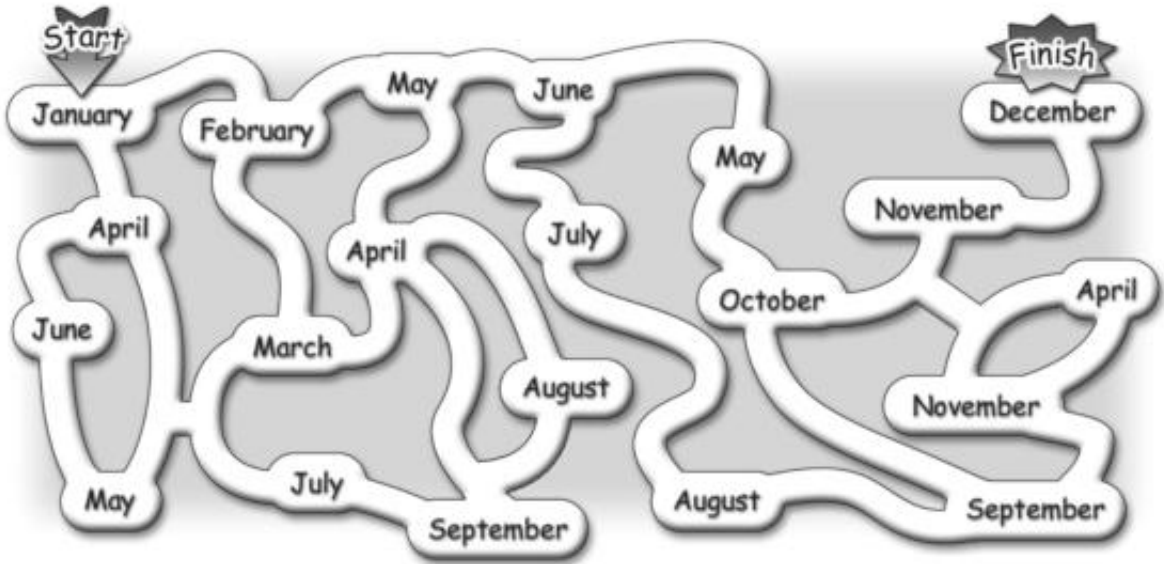 Start
Finish
January
February
May
June
December
May
April
April
July
November
June
March
October
April
August
November
May
July
September
August
September